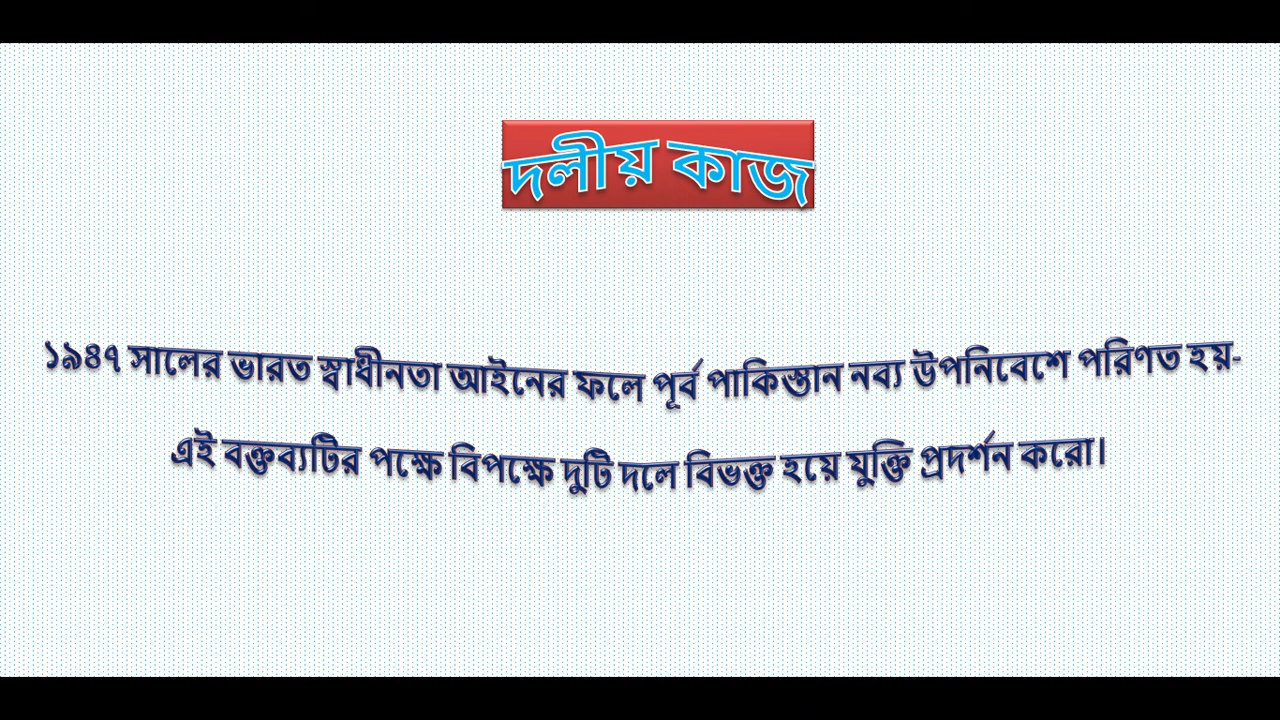 দলীয় কাজ
১৯৪৭ সালের ভারত স্বাধীনতা আইনের ফলে পূর্ব পাকিস্তান নব্য উপনিবেশে পরিণত হয়-
এই বক্তব্যটির পক্ষে বিপক্ষে দুটি দলে বিভক্ত হয়ে যুক্তি প্রদর্শন করো।